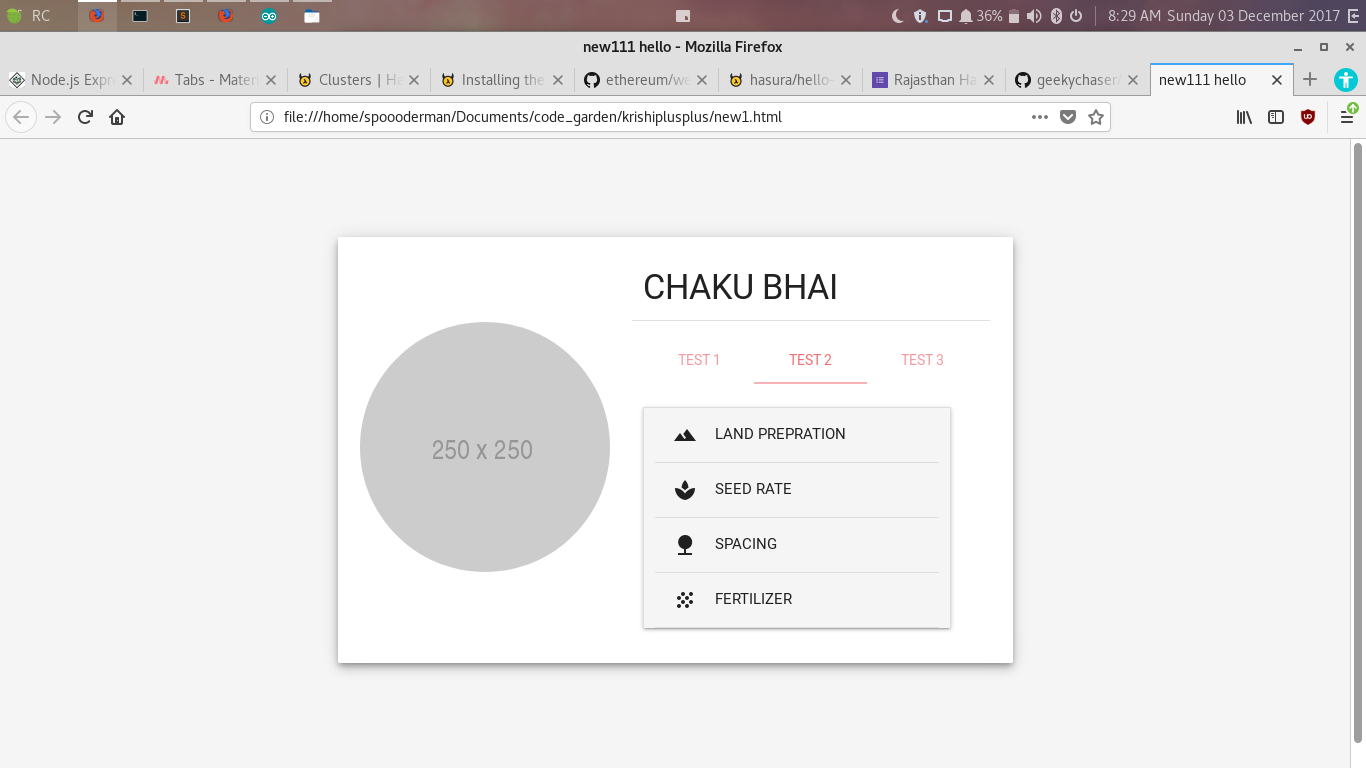 RC
36%
8:29 AM Sunday 03 December 2017
new111 hello - Mozilla Firefox
Node.js Expr
Tabs - Materi
Clusters | Ha
Installing the
ethereum/we
hasura/hello-
Rajasthan Ha
geekychaser/
new111 hello
file:///home/spoooderman/Documents/code_garden/krishiplusplus/new1.html
CHAKU BHAI
TEST 1 TEST 2 TEST 3
250 x 250
LAND PREPRATION
SEED RATE
SPACING
FERTILIZER